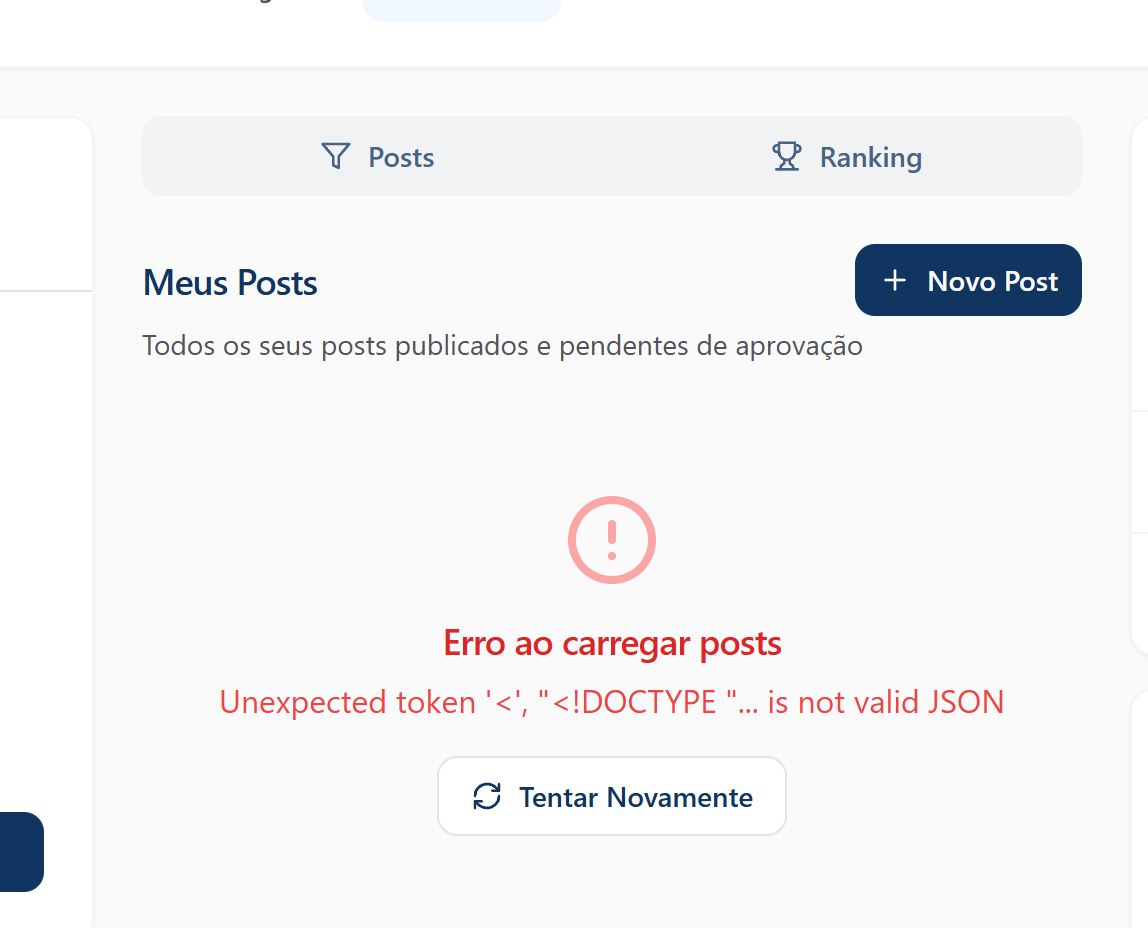 Posts
Ranking
Meus Posts
+ Novo Post
Todos os seus posts publicados e pendentes de aprovação
Erro ao carregar posts
Unexpected token '<', "<!DOCTYPE "... is not valid JSON
Tentar Novamente